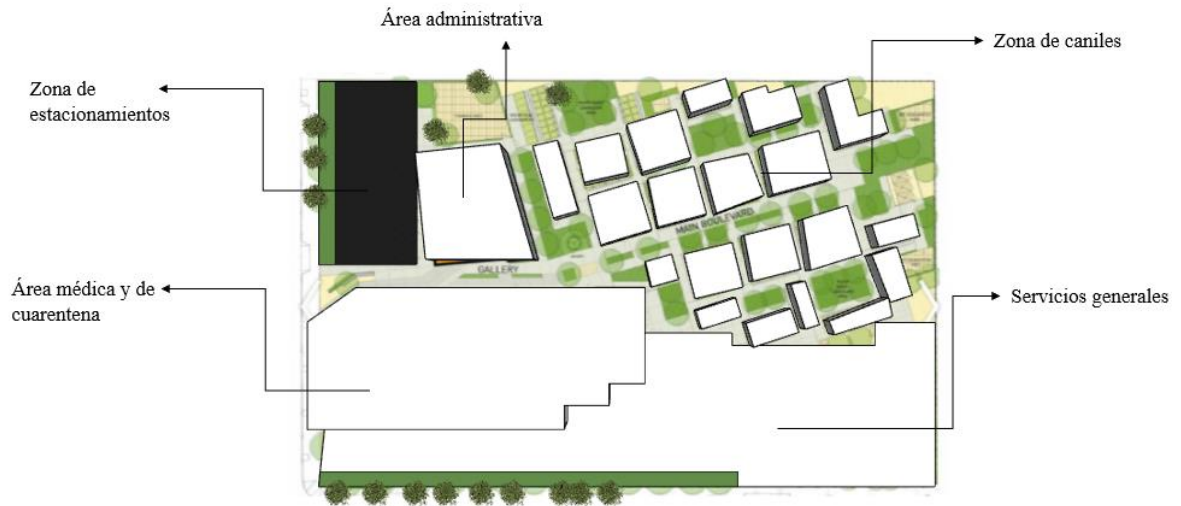 Área administrativa
Zona de caniles
Zona de
estacionamientos
MAIN BOULEVARD
GALLERY
Área médica y de
cuarentena
Servicios generales